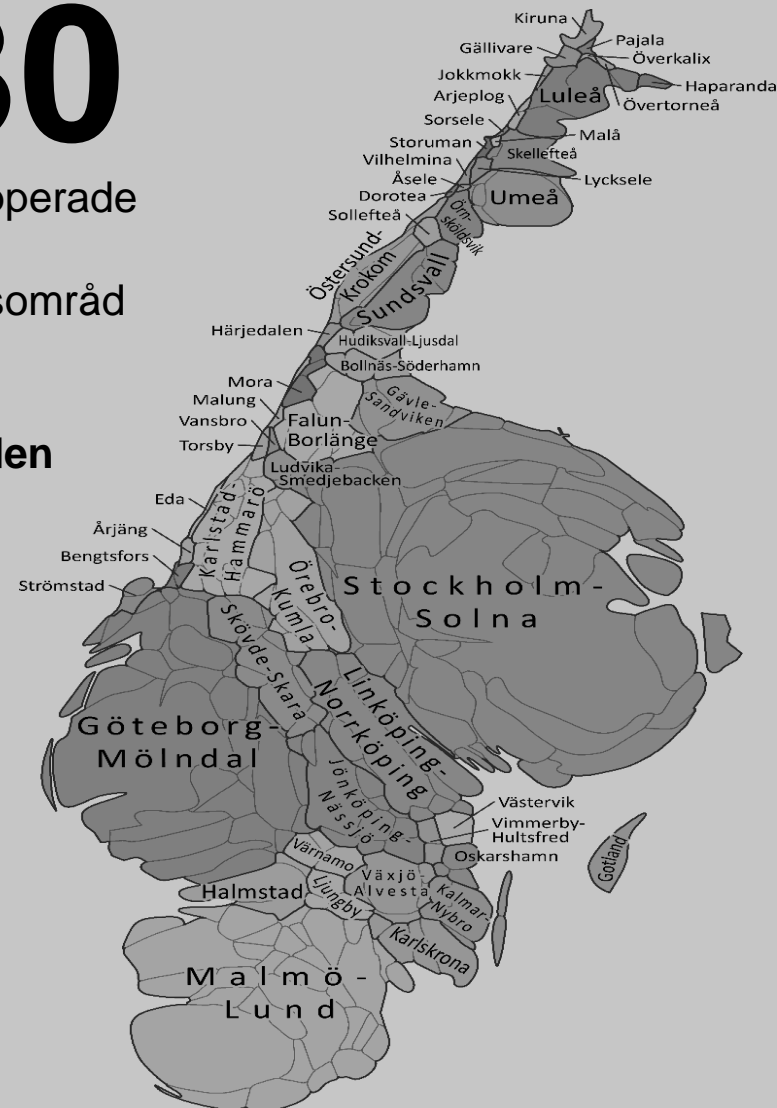 30
operade
sområd
len
Kiruna
Pajala
Gällivare
Överkalix
Jokkmokk
Haparanda
Arjeplog
Luleå
Övertorneå
Sorsele
Malå
Storuman
Skellefteå
Vilhelmina
Åsele
Lycksele
Dorotea
Umeå
Sollefteå
Örn-
sköldsvik
Östersund-
Krokom
Sundsvall
Härjedalen
Hudiksvall-Ljusdal
Bollnäs-Söderhamn
Mora
Gävle-
Sandviken
Malung
Vansbro
Falun-
Borlänge
Torsby
Ludvika-
Smedjebacken
Eda
Karlstad-
Hammarö
Årjäng
Bengtsfors
Strömstad
Örebro-
Kumla
Stockholm-
Solna
Skövde-Skara
Linköping-
Norrköping
Göteborg-
Mölndal
Jönköping-
Nässjö
Västervik
Vimmerby-
Hultsfred
Oskarshamn
Gotland
Värnamo
Växjö-
Alvesta
Halmstad
Ljungby
Kalmar-
Nybro
Karlskrona
Malmö-
Lund